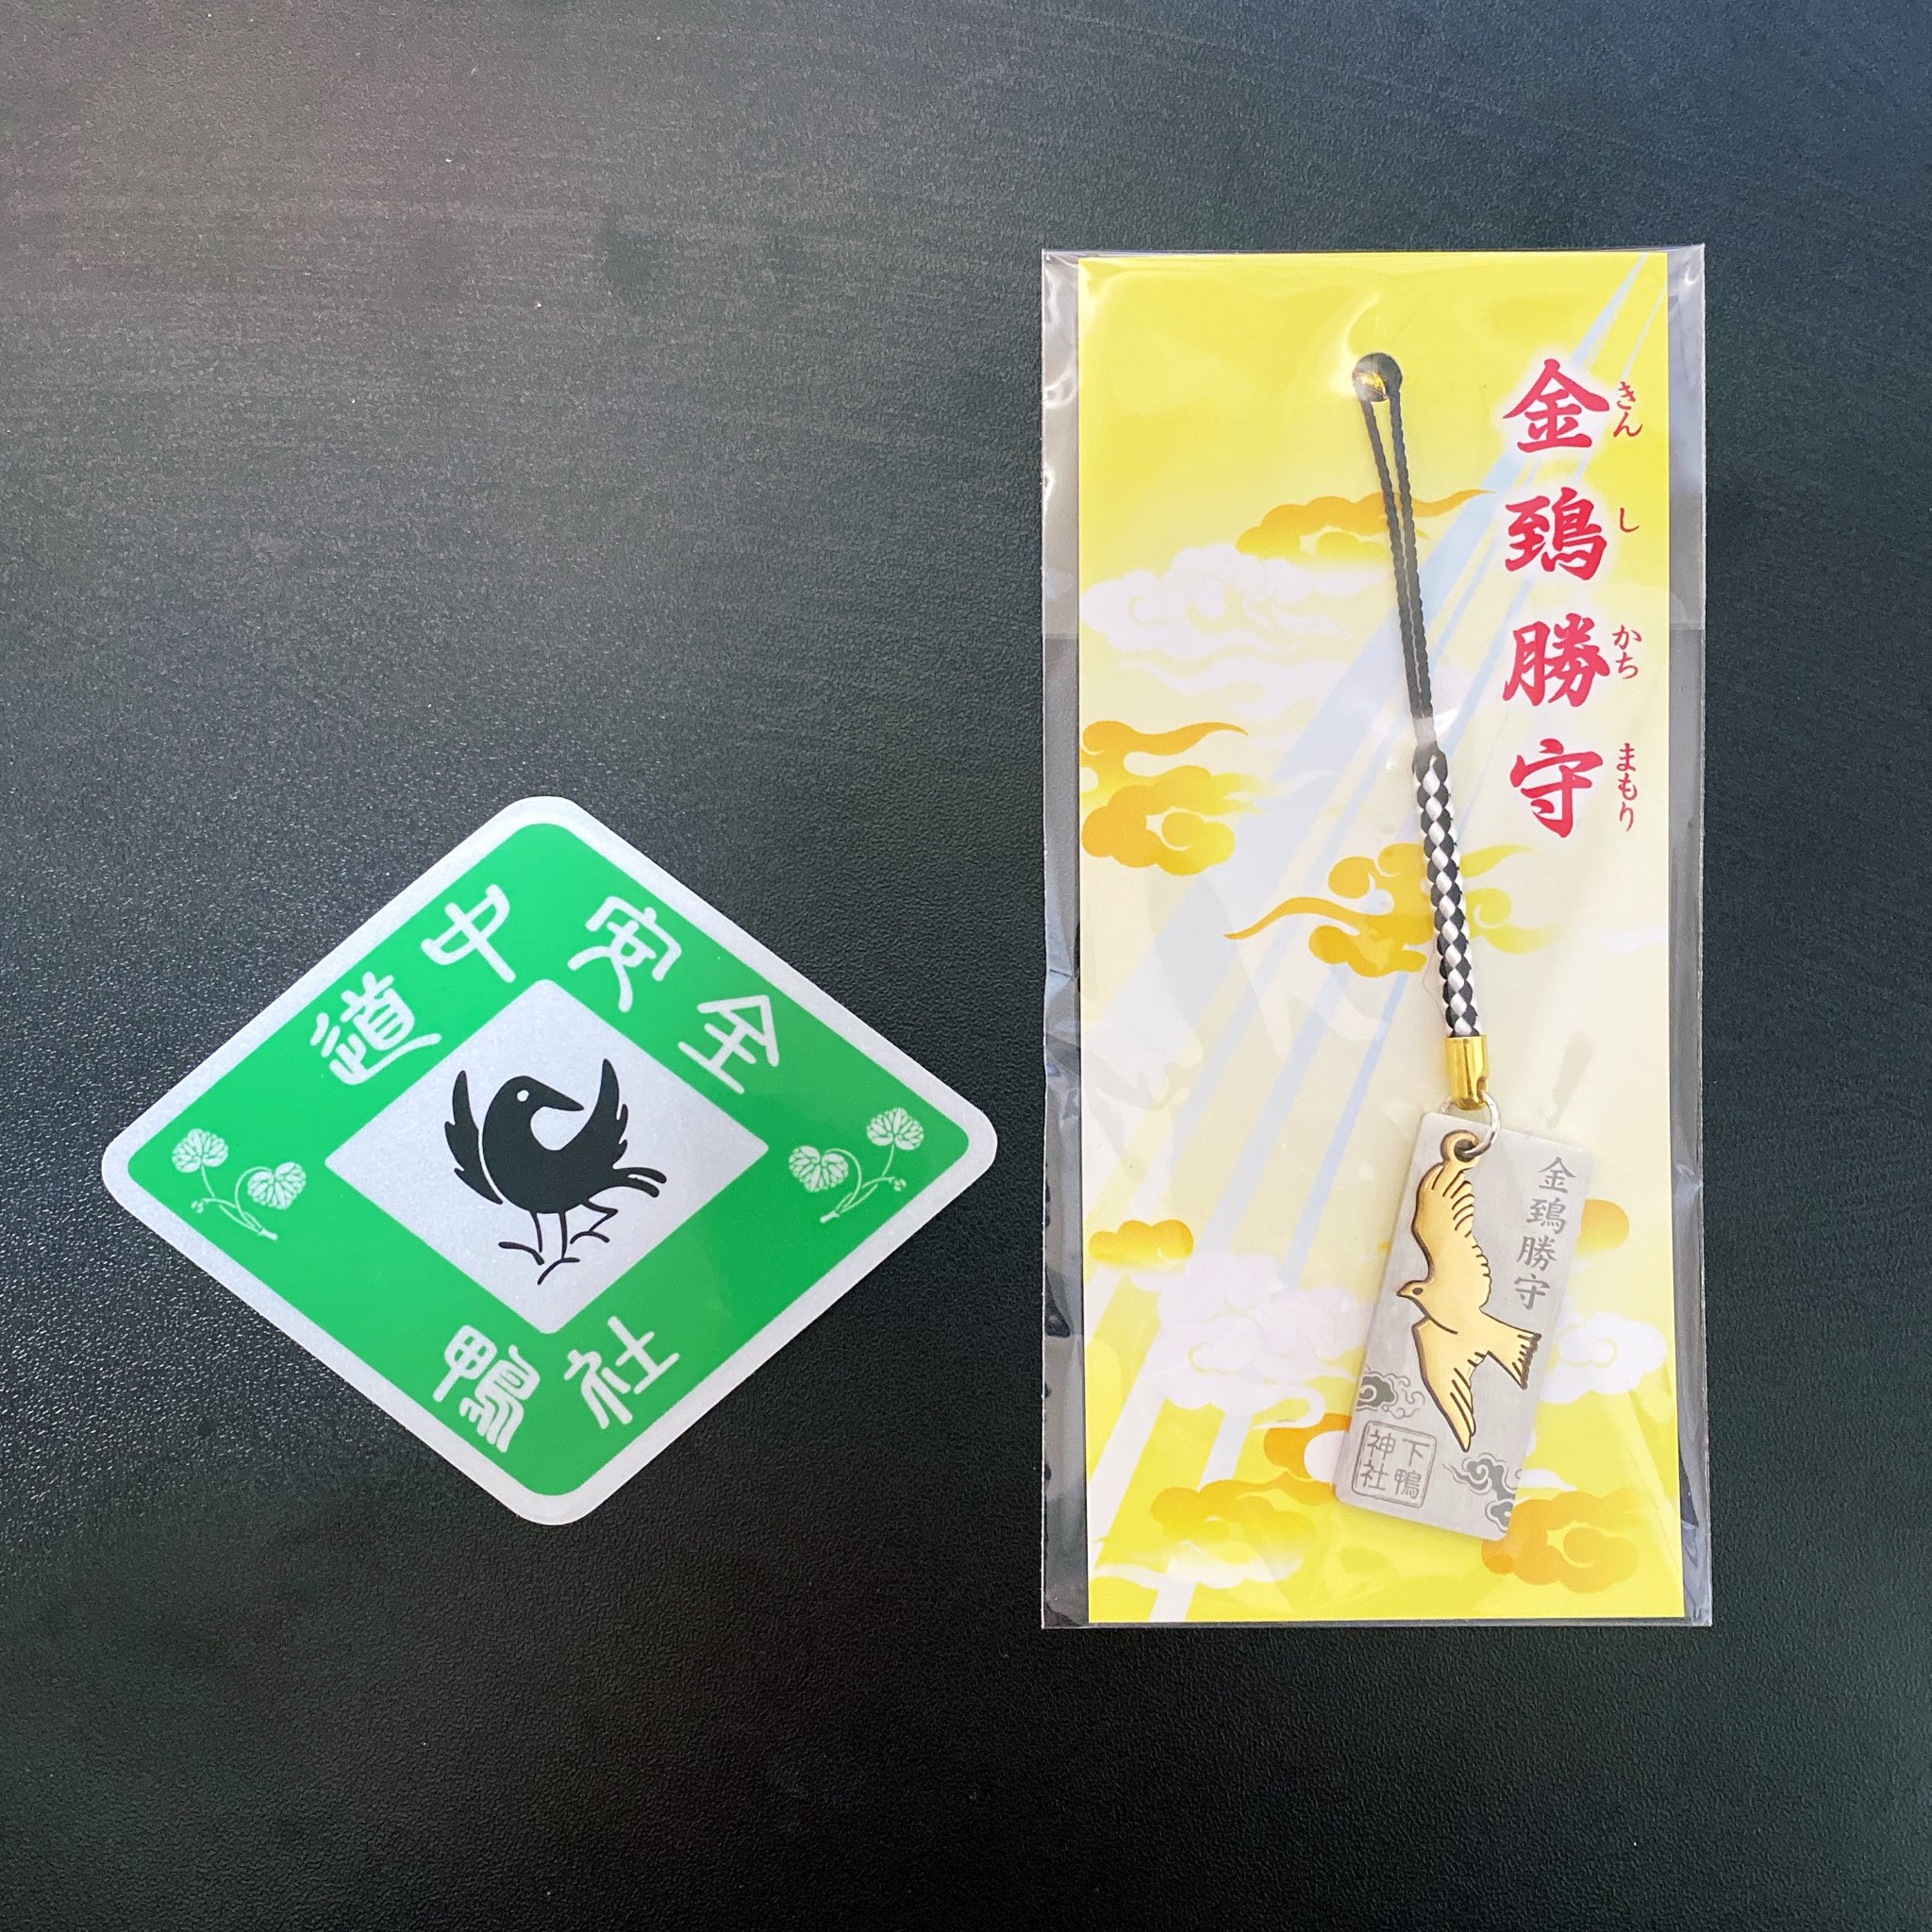 道中安全
鴨社
金鵄勝守
きんしかちまもり
金鵄勝守
下鴨
神社